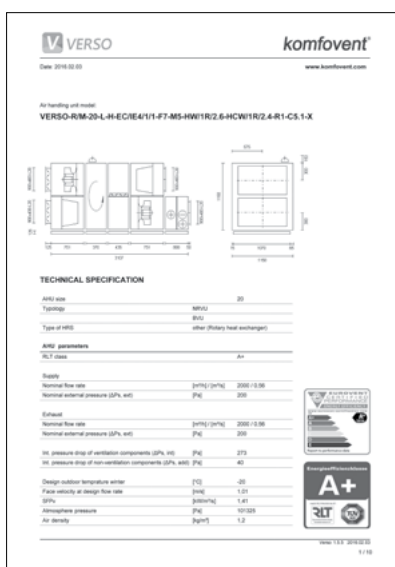 V VERSO
komfovent®
Date: 2016.02.03
www.komfovent.com
Air handling unit model:
VERSO-R/M-20-L-H-EC/IE4/1/1-F7-M5-HW/1R/2.6-HCW/1R/2.4-R1-C5.1-X
TECHNICAL SPECIFICATION
AHU size 20
Typology NRVU
BVU
Type of HRS other (Rotary heat exchanger)
AHU parameters
RLT class A+
Supply
Nominal flow rate [m³/h] / [m³/s] 2000 / 0,56
Nominal external pressure (ΔPs, ext) [Pa] 200
Exhaust
Nominal flow rate [m³/h] / [m³/s] 2000 / 0,56
Nominal external pressure (ΔPs, ext) [Pa] 200
Int. pressure drop of ventilation components (ΔPs, int) [Pa] 273
Int. pressure drop of non-ventilation components (ΔPs, add) [Pa] 40
Design outdoor temprature winter [°C] -20
Face velocity at design flow rate [m/s] 1,01
SFPv [kW/m³/s] 1,41
Atmosphere pressure [Pa] 101325
Air density [kg/m³] 1,2
EUROVENT
Energieeffizienzklasse
A+
RLT
TÜV
1 / 10